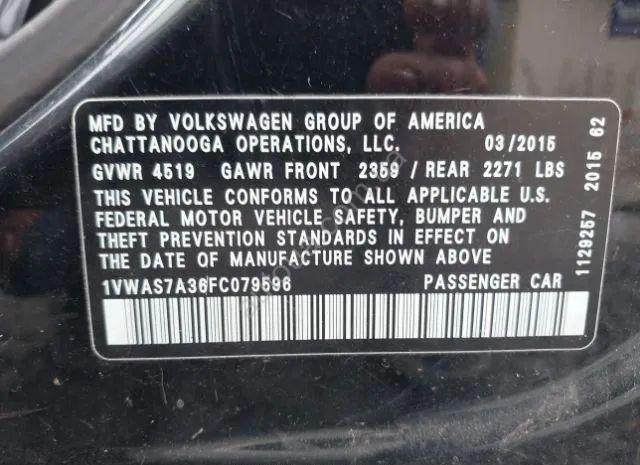 MFD BY VOLKSWAGEN GROUP OF AMERICA
CHATTANOOGA OPERATIONS, LLC. 03/2015
GVWR 4519 GAWR FRONT 2359 / REAR 2271 LBS
THIS VEHICLE CONFORMS TO ALL APPLICABLE U.S.
FEDERAL MOTOR VEHICLE SAFETY, BUMPER AND
THEFT PREVENTION STANDARDS IN EFFECT ON
THE DATE OF MANUFACTURE SHOWN ABOVE
1VWAS7A36FC079596 PASSENGER CAR
1129257 2015 62